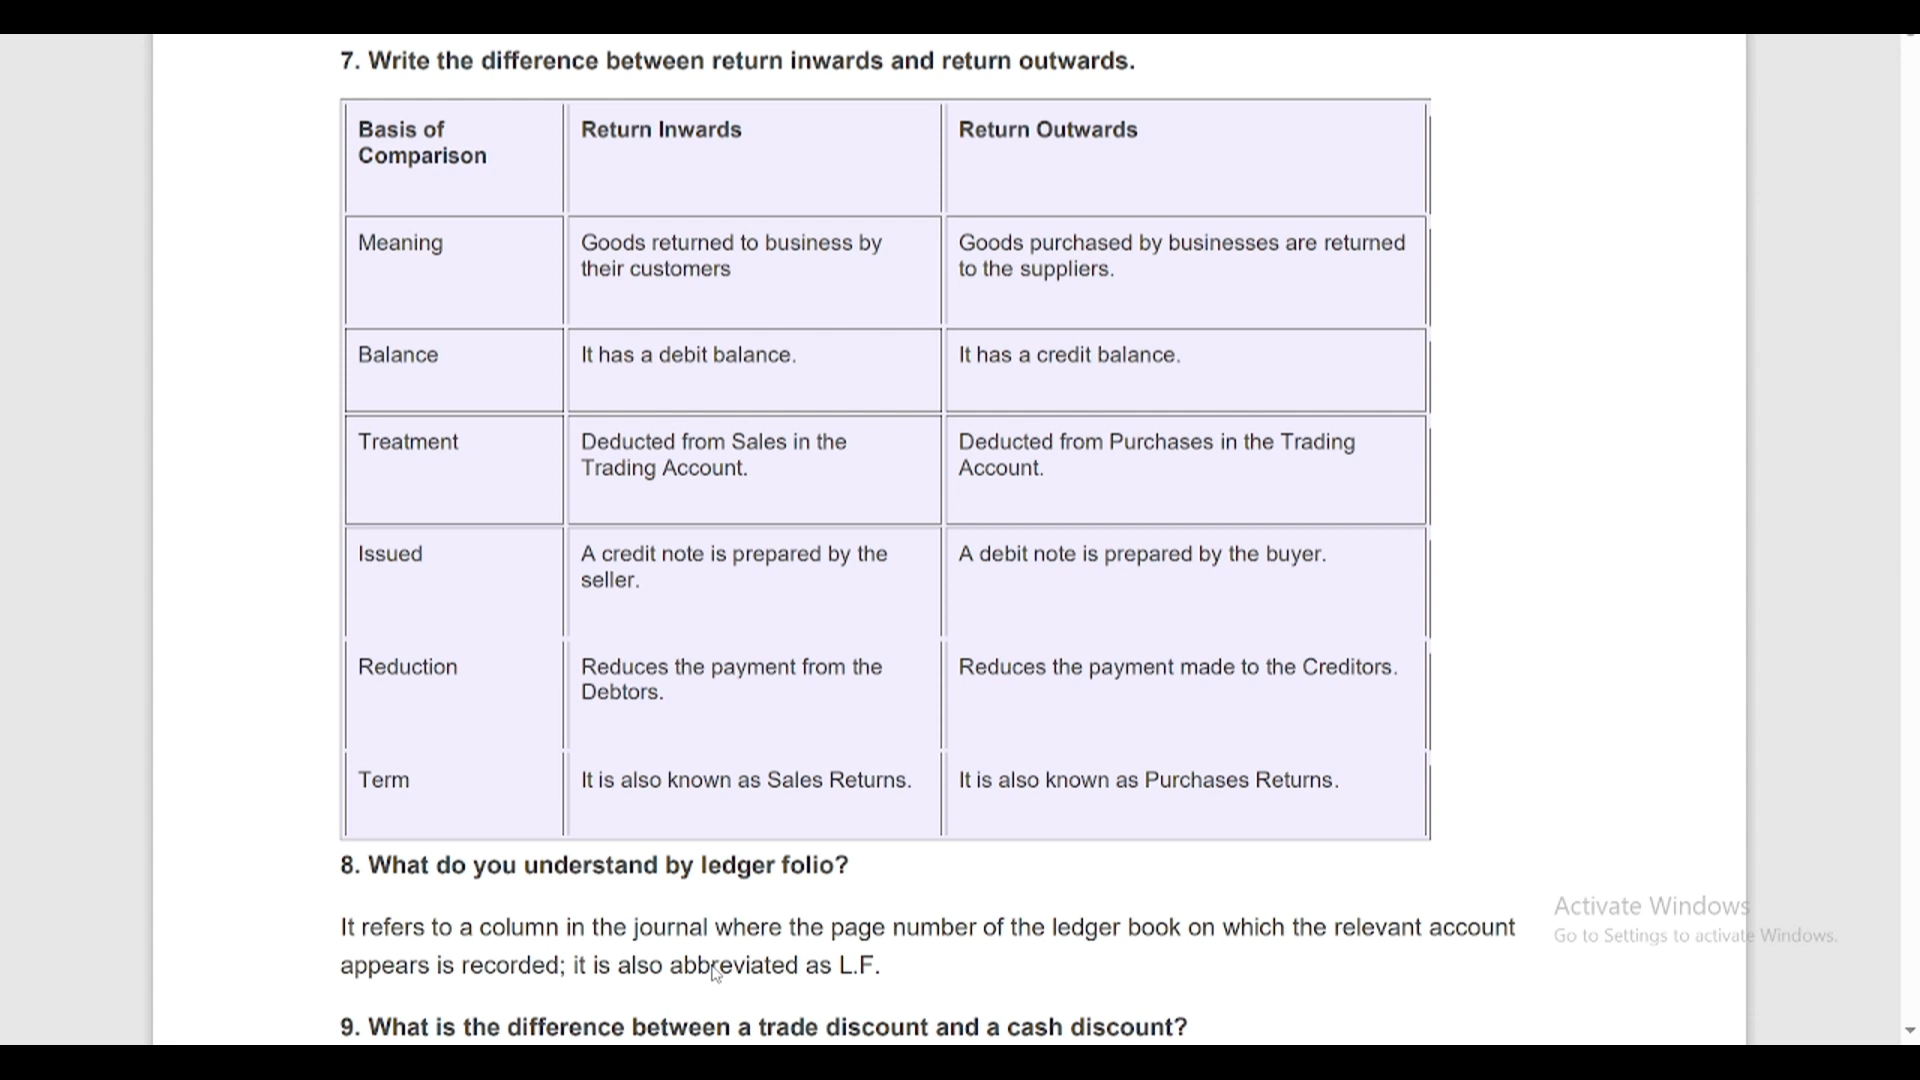 7. Write the difference between return inwards and return outwards.
Basis of
Comparison
Return Inwards
Return Outwards
Meaning
Goods returned to business by
their customers
Goods purchased by businesses are returned
to the suppliers.
Balance
It has a debit balance.
It has a credit balance.
Treatment
Deducted from Sales in the
Trading Account.
Deducted from Purchases in the Trading
Account.
Issued
A credit note is prepared by the
seller.
A debit note is prepared by the buyer.
Reduction
Reduces the payment from the
Debtors.
Reduces the payment made to the Creditors.
Term
It is also known as Sales Returns.
It is also known as Purchases Returns.
8. What do you understand by ledger folio?
It refers to a column in the journal where the page number of the ledger book on which the relevant account
appears is recorded; it is also abbreviated as L.F.
9. What is the difference between a trade discount and a cash discount?
Activate Windows
Go to Settings to activate Windows.